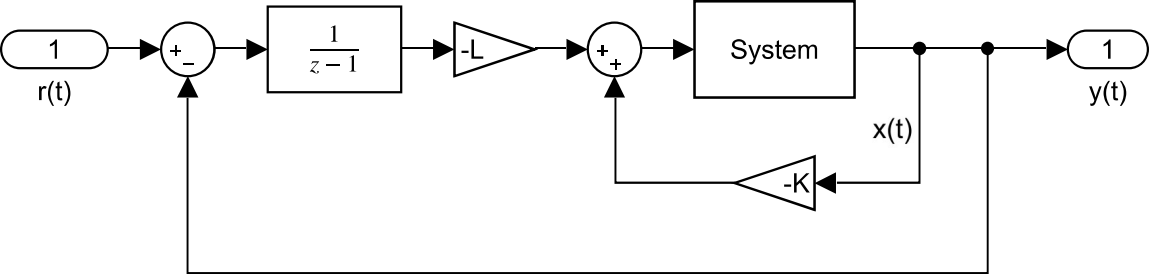 1
r(t)
+
−
1
z − 1
-L
+
+
System
x(t)
-K
1
y(t)